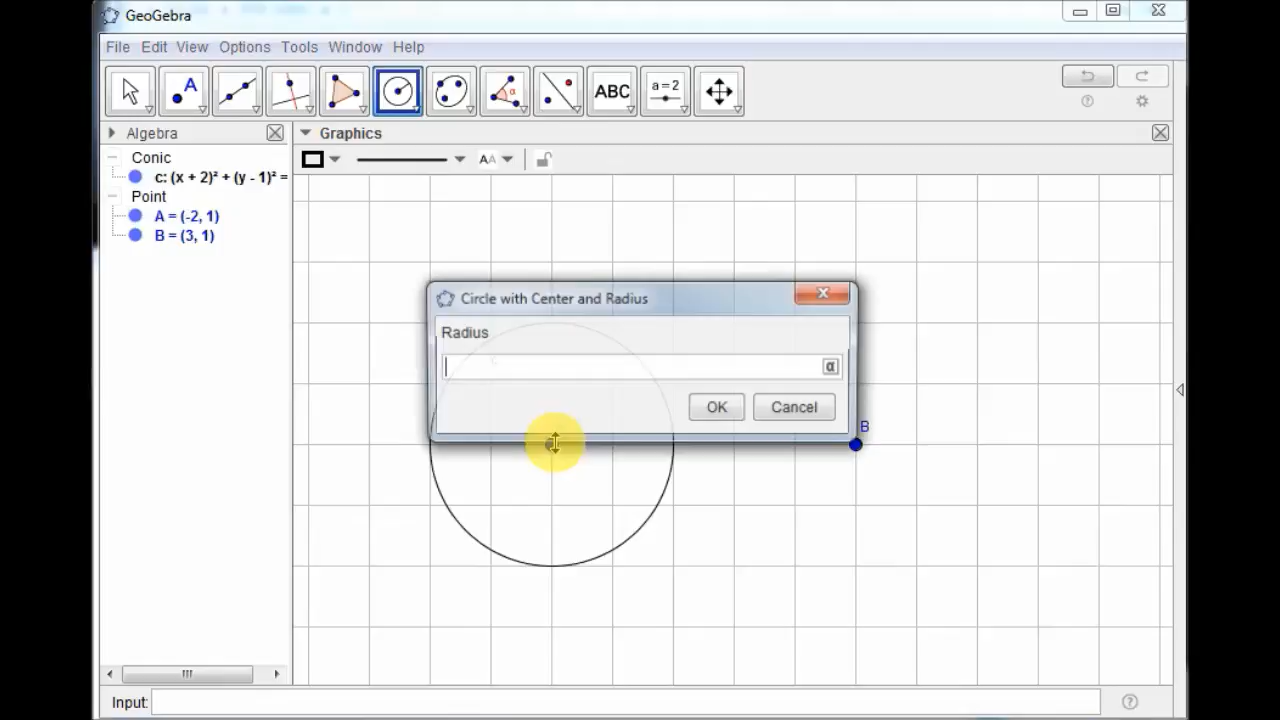 GeoGebra
File Edit View Options Tools Window Help
A α ABC a=2
Algebra
Graphics
Conic
AA
c: (x + 2)² + (y - 1)² =
Point
A = (-2, 1)
B = (3, 1)
Circle with Center and Radius
Radius
α
OK Cancel
B
Input: